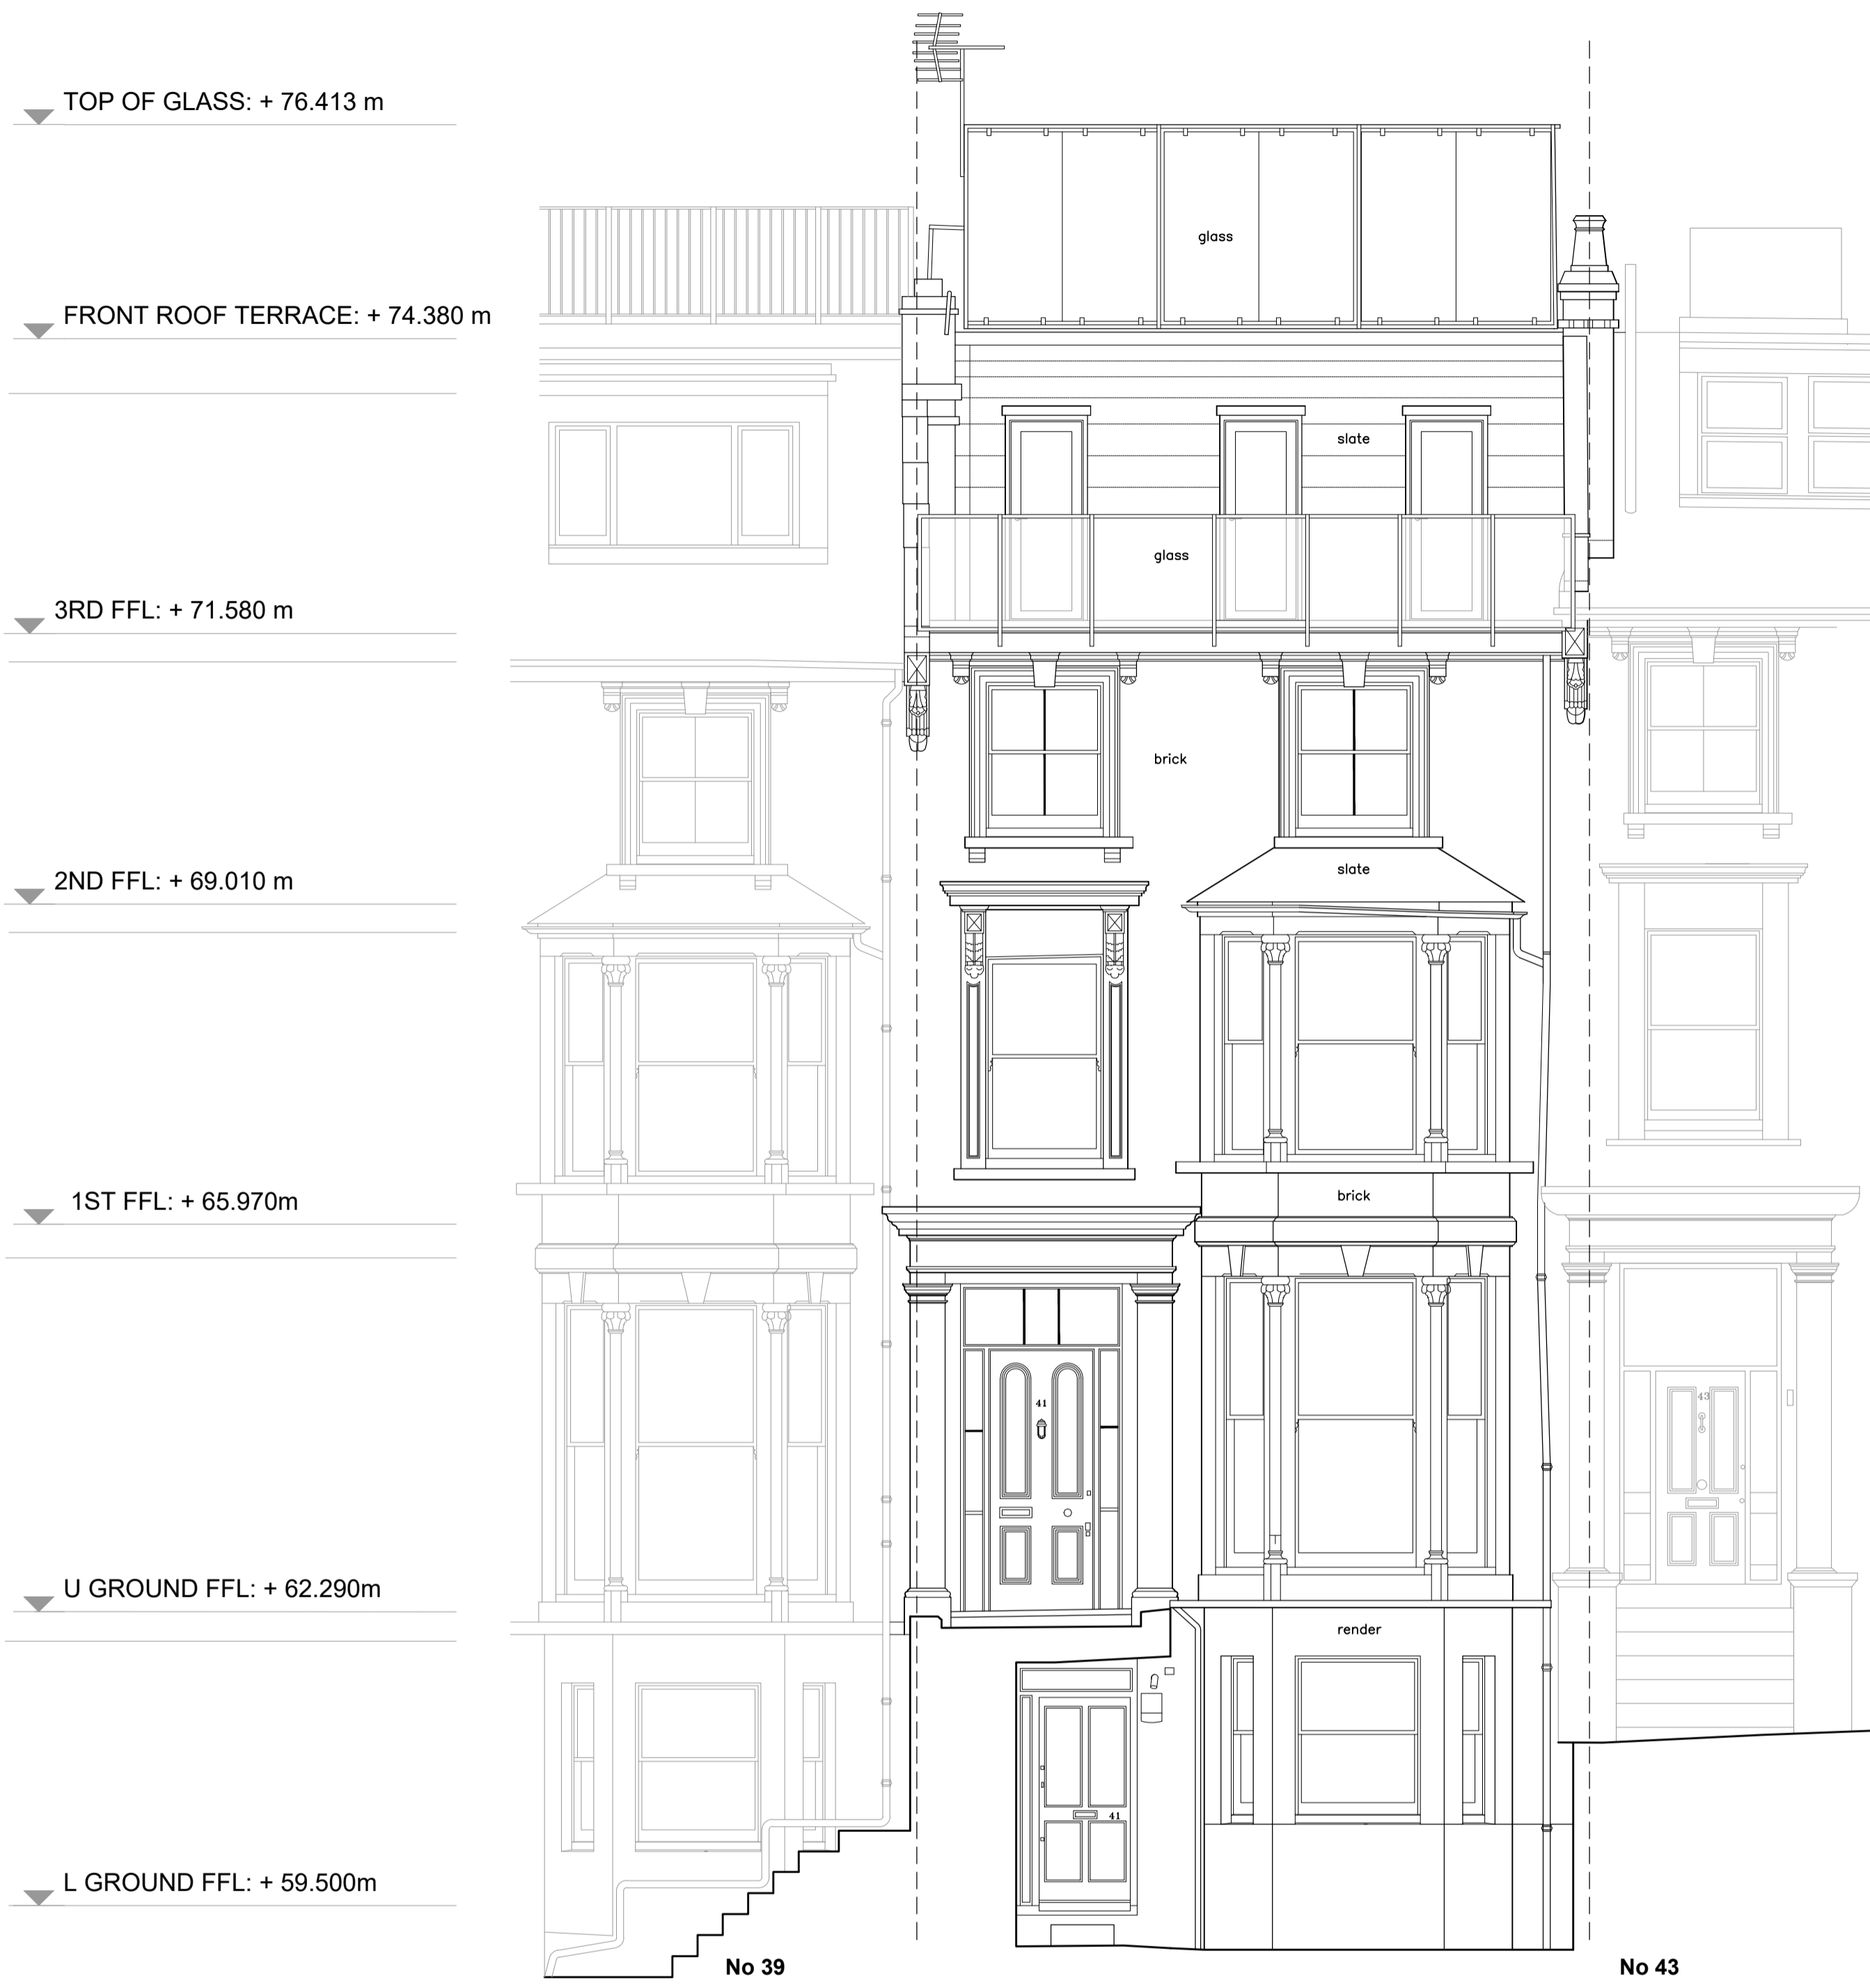 TOP OF GLASS: + 76.413 m
glass
FRONT ROOF TERRACE: + 74.380 m
slate
glass
3RD FFL: + 71.580 m
brick
slate
2ND FFL: + 69.010 m
brick
1ST FFL: + 65.970m
43
41
U GROUND FFL: + 62.290m
render
41
L GROUND FFL: + 59.500m
No 39
No 43